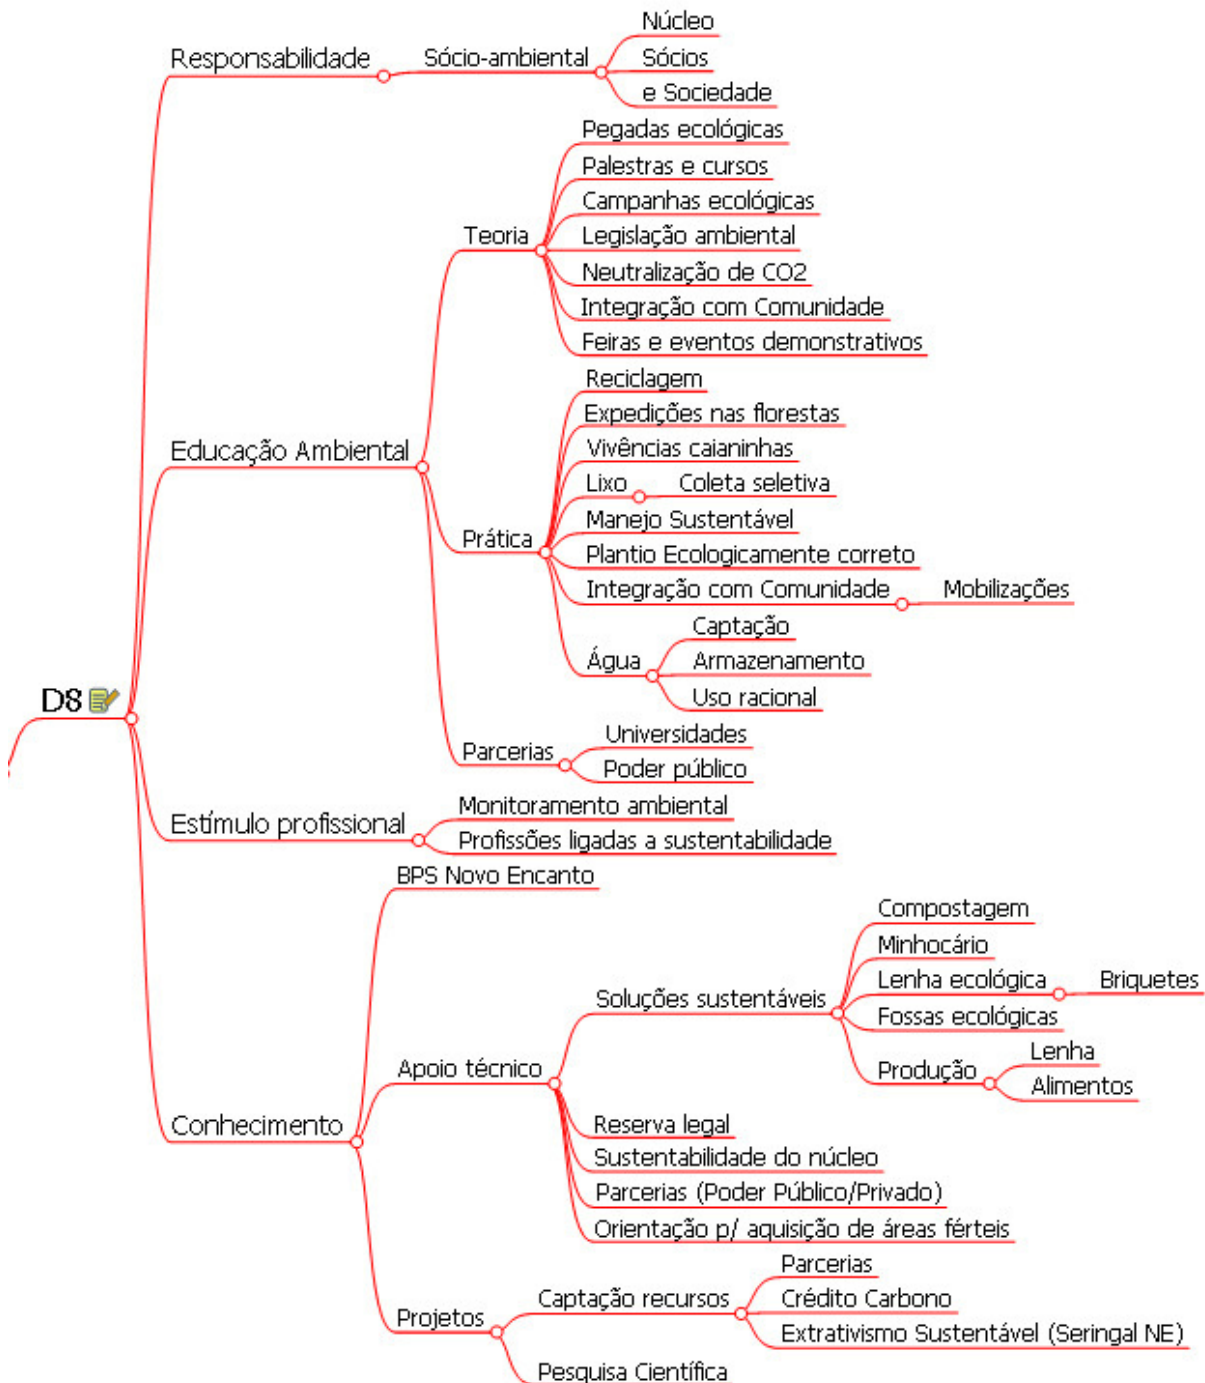 Núcleo
Responsabilidade
Sócio-ambiental
Sócios
e Sociedade
Pegadas ecológicas
Palestras e cursos
Campanhas ecológicas
Teoria
Legislação ambiental
Neutralização de CO2
Integração com Comunidade
Feiras e eventos demonstrativos
Reciclagem
Expedições nas florestas
Educação Ambiental
Vivências caianinhas
Lixo
Coleta seletiva
Manejo Sustentável
Prática
Plantio Ecologicamente correto
Integração com Comunidade
Mobilizações
Captação
Água
Armazenamento
Uso racional
D8
Universidades
Parcerias
Poder público
Monitoramento ambiental
Estímulo profissional
Profissões ligadas a sustentabilidade
BPS Novo Encanto
Compostagem
Minhocário
Lenha ecológica
Briquetes
Soluções sustentáveis
Fossas ecológicas
Lenha
Produção
Apoio técnico
Alimentos
Conhecimento
Reserva legal
Sustentabilidade do núcleo
Parcerias (Poder Público/Privado)
Orientação p/ aquisição de áreas férteis
Parcerias
Captação recursos
Crédito Carbono
Projetos
Extrativismo Sustentável (Seringal NE)
Pesquisa Científica